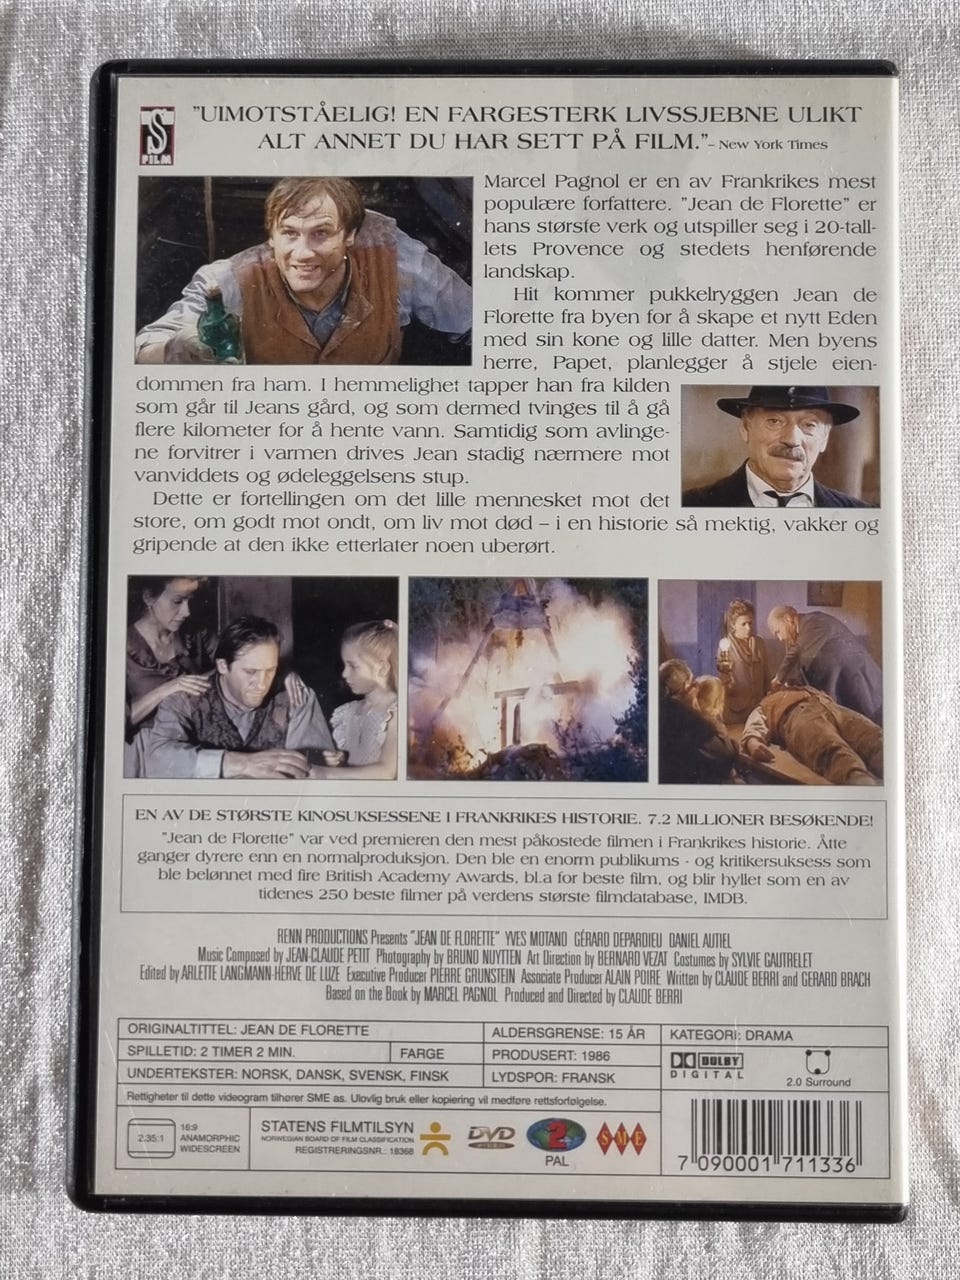 S
FILM
"UIMOTSTÅELIG! EN FARGESTERK LIVSSJEBNE ULIKT
ALT ANNET DU HAR SETT PÅ FILM." – New York Times
Marcel Pagnol er en av Frankrikes mest
populære forfattere. "Jean de Florette" er
hans største verk og utspiller seg i 20-tal-
lets Provence og stedets henførende
landskap.
Hit kommer pukkelryggen Jean de
Florette fra byen for å skape et nytt Eden
med sin kone og lille datter. Men byens
herre, Papet, planlegger å stjele eien-
dommen fra ham. I hemmelighet tapper han fra kilden
som går til Jeans gård, og som dermed tvinges til å gå
flere kilometer for å hente vann. Samtidig som avlinge-
ne forvitrer i varmen drives Jean stadig nærmere mot
vanviddets og ødeleggelsens stup.
Dette er fortellingen om det lille mennesket mot det
store, om godt mot ondt, om liv mot død – i en historie så mektig, vakker og
gripende at den ikke etterlater noen uberørt.
EN AV DE STØRSTE KINOSUKSESSENE I FRANKRIKES HISTORIE. 7.2 MILLIONER BESØKENDE!
"Jean de Florette" var ved premieren den mest påkostede filmen i Frankrikes historie. Åtte
ganger dyrere enn en normalproduksjon. Den ble en enorm publikums - og kritikersuksess som
ble belønnet med fire British Academy Awards, bl.a for beste film, og blir hyllet som en av
tidenes 250 beste filmer på verdens største filmdatabase, IMDB.
RENN PRODUCTIONS Presents "JEAN DE FLORETTE" YVES MOTAND GÉRARD DEPARDIEU DANIEL AUTIEL
Music Composed by JEAN-CLAUDE PETIT Photography by BRUNO NUYTTEN Art Direction by BERNARD VEZAT Costumes by SYLVIE GAUTRELET
Edited by ARLETTE LANGMANN-HERVE DE LUZE Executive Producer PIERRE GRUNSTEIN Associate Producer ALAIN POIRE Written by CLAUDE BERRI and GERARD BRACH
Based on the Book by MARCEL PAGNOL Produced and Directed by CLAUDE BERRI
ORIGINALTITTEL: JEAN DE FLORETTE
ALDERSGRENSE: 15 ÅR
KATEGORI: DRAMA
SPILLETID: 2 TIMER 2 MIN.
FARGE
PRODUSERT: 1986
UNDERTEKSTER: NORSK, DANSK, SVENSK, FINSK
LYDSPOR: FRANSK
DOLBY
DIGITAL
2.0 Surround
Rettigheter til dette videogram tilhører SME as. Ulovlig bruk eller kopiering vil medføre rettsforfølgelse.
2.35:1
16:9
ANAMORPHIC
WIDESCREEN
STATENS FILMTILSYN
NORWEGIAN BOARD OF FILM CLASSIFICATION
REGISTRERINGSNR.: 18368
DVD
VIDEO
2
PAL
SME
7 090001 711336